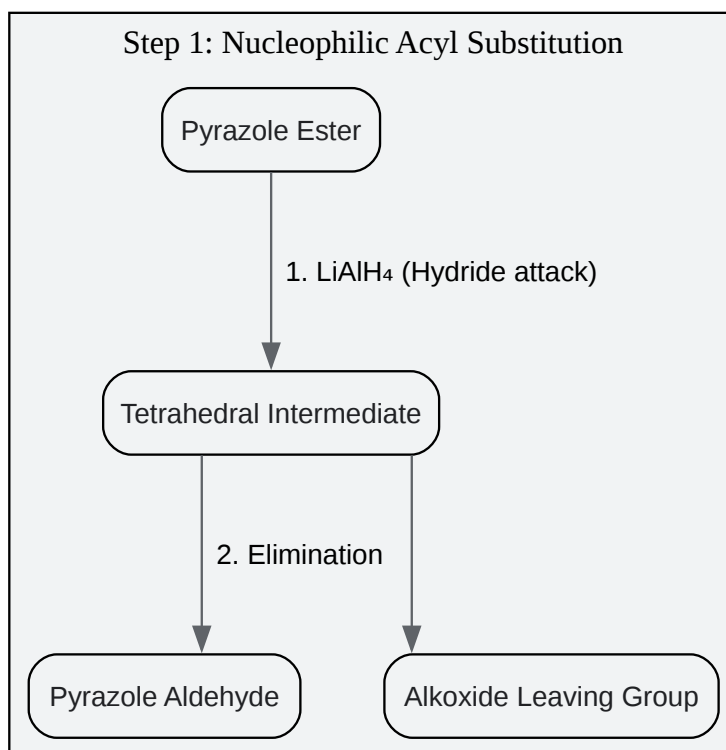 Step 1: Nucleophilic Acyl Substitution
Pyrazole Ester
1. LiAlH₄ (Hydride attack)
Tetrahedral Intermediate
2. Elimination
Pyrazole Aldehyde
Alkoxide Leaving Group